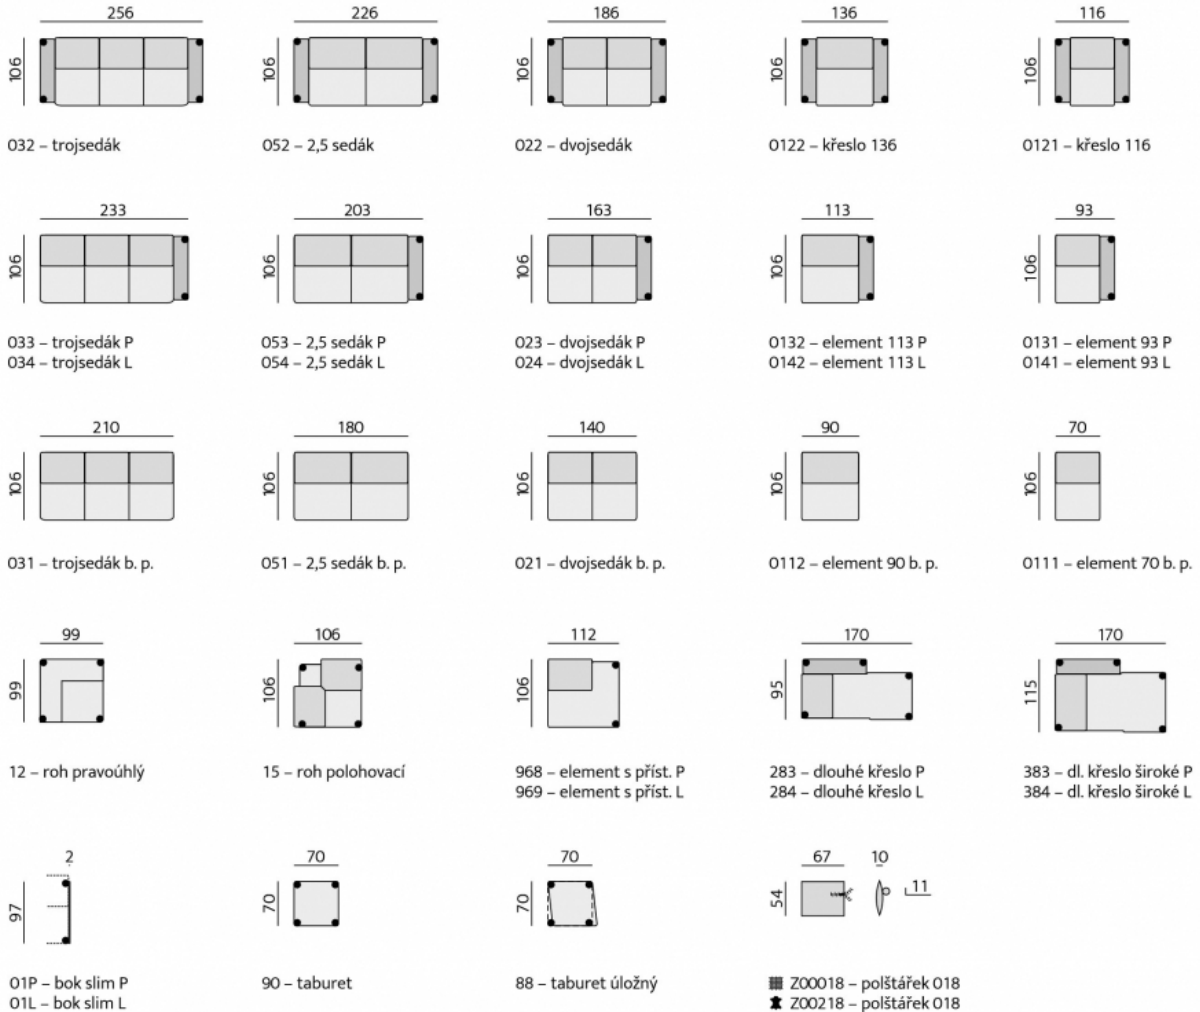 256 226 186 136 116
106 106 106 106 106
032 – trojsedák 052 – 2,5 sedák 022 – dvojsedák 0122 – křeslo 136 0121 – křeslo 116
233 203 163 113 93
106 106 106 106 106
033 – trojsedák P 053 – 2,5 sedák P 023 – dvojsedák P 0132 – element 113 P 0131 – element 93 P
034 – trojsedák L 054 – 2,5 sedák L 024 – dvojsedák L 0142 – element 113 L 0141 – element 93 L
210 180 140 90 70
106 106 106 106 106
031 – trojsedák b. p. 051 – 2,5 sedák b. p. 021 – dvojsedák b. p. 0112 – element 90 b. p. 0111 – element 70 b. p.
99 106 112 170 170
99 106 106 95 115
12 – roh pravoúhlý 15 – roh polohovací 968 – element s příst. P 283 – dlouhé křeslo P 383 – dl. křeslo široké P
969 – element s příst. L 284 – dlouhé křeslo L 384 – dl. křeslo široké L
2 70 70 67 10
97 70 70 54 11
01P – bok slim P 90 – taburet 88 – taburet úložný Z00018 – polštářek 018
01L – bok slim L Z00218 – polštářek 018